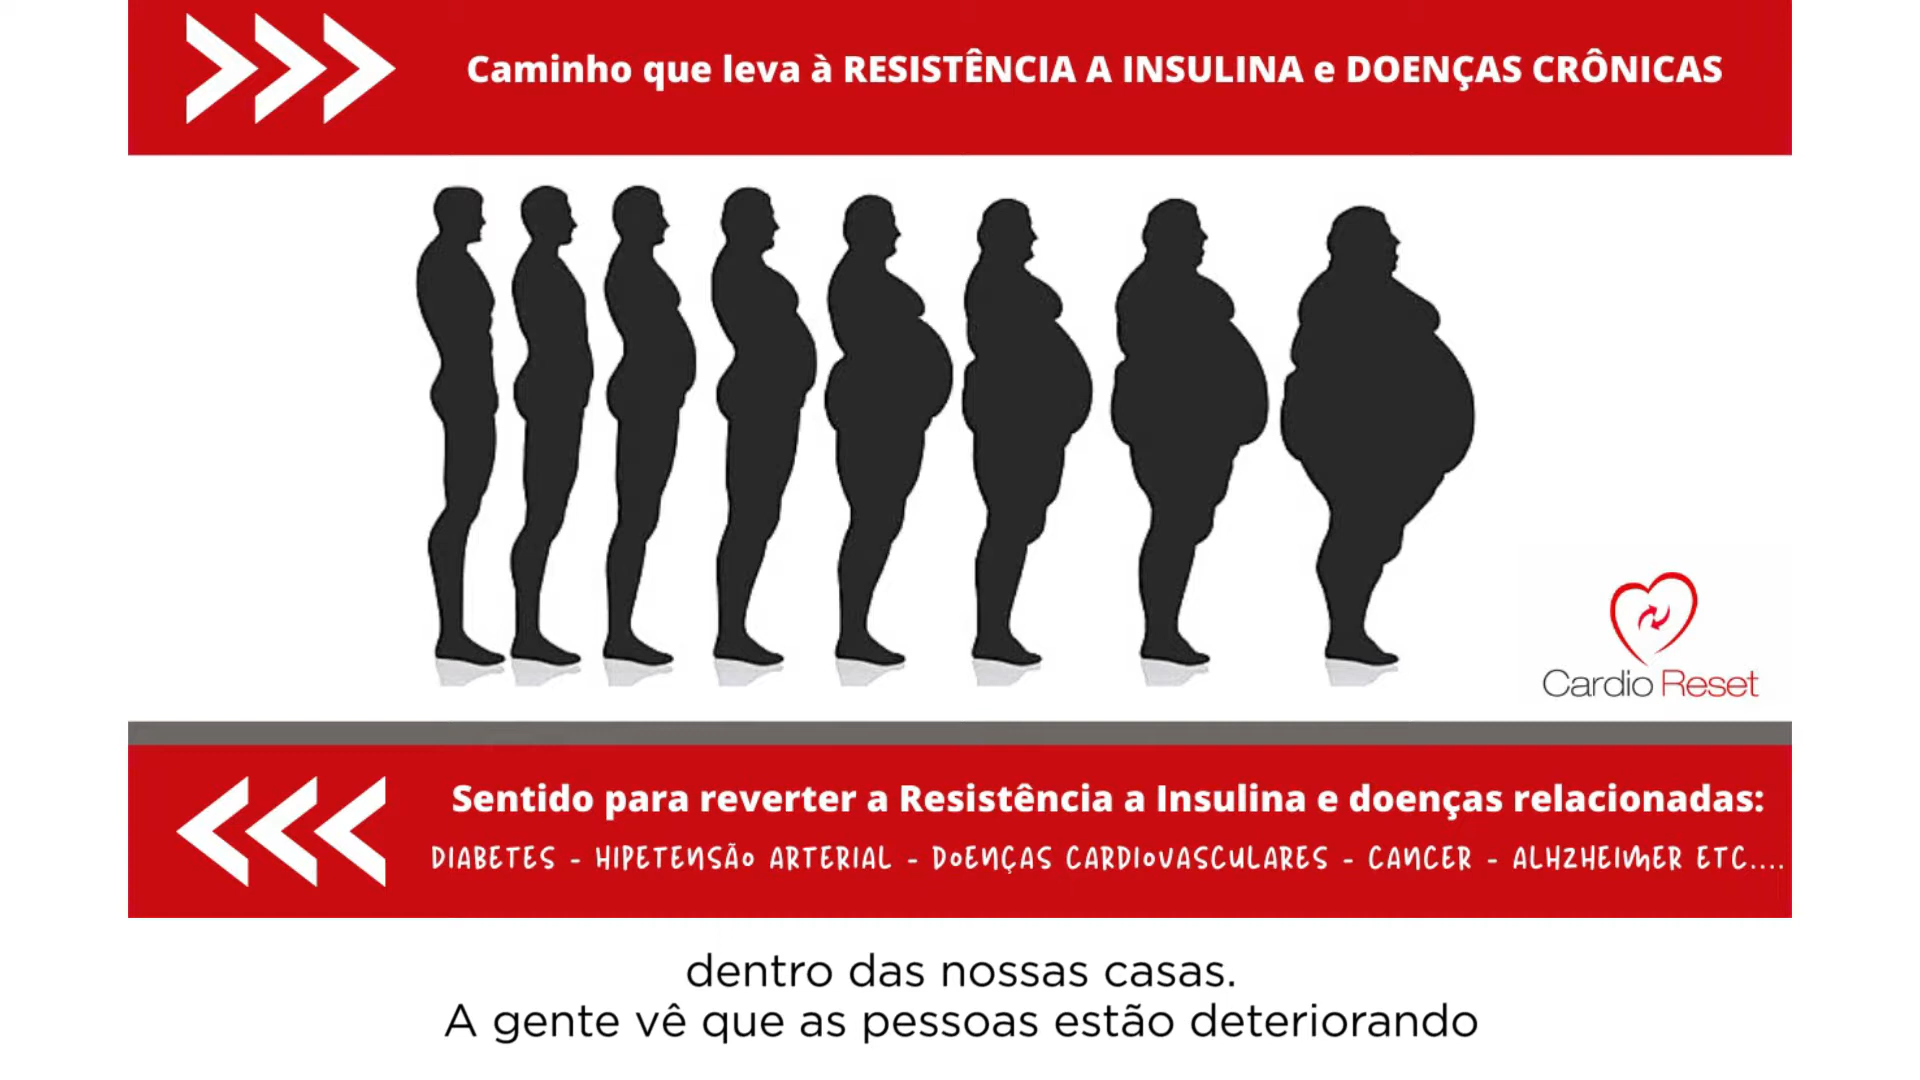 Caminho que leva à RESISTÊNCIA A INSULINA e DOENÇAS CRÔNICAS
Cardio Reset
Sentido para reverter a Resistência a Insulina e doenças relacionadas:
DIABETES - HIPETENSÃO ARTERIAL - DOENÇAS CARDIOVASCULARES - CANCER - ALHZHEIMER ETC....
dentro das nossas casas.
A gente vê que as pessoas estão deteriorando